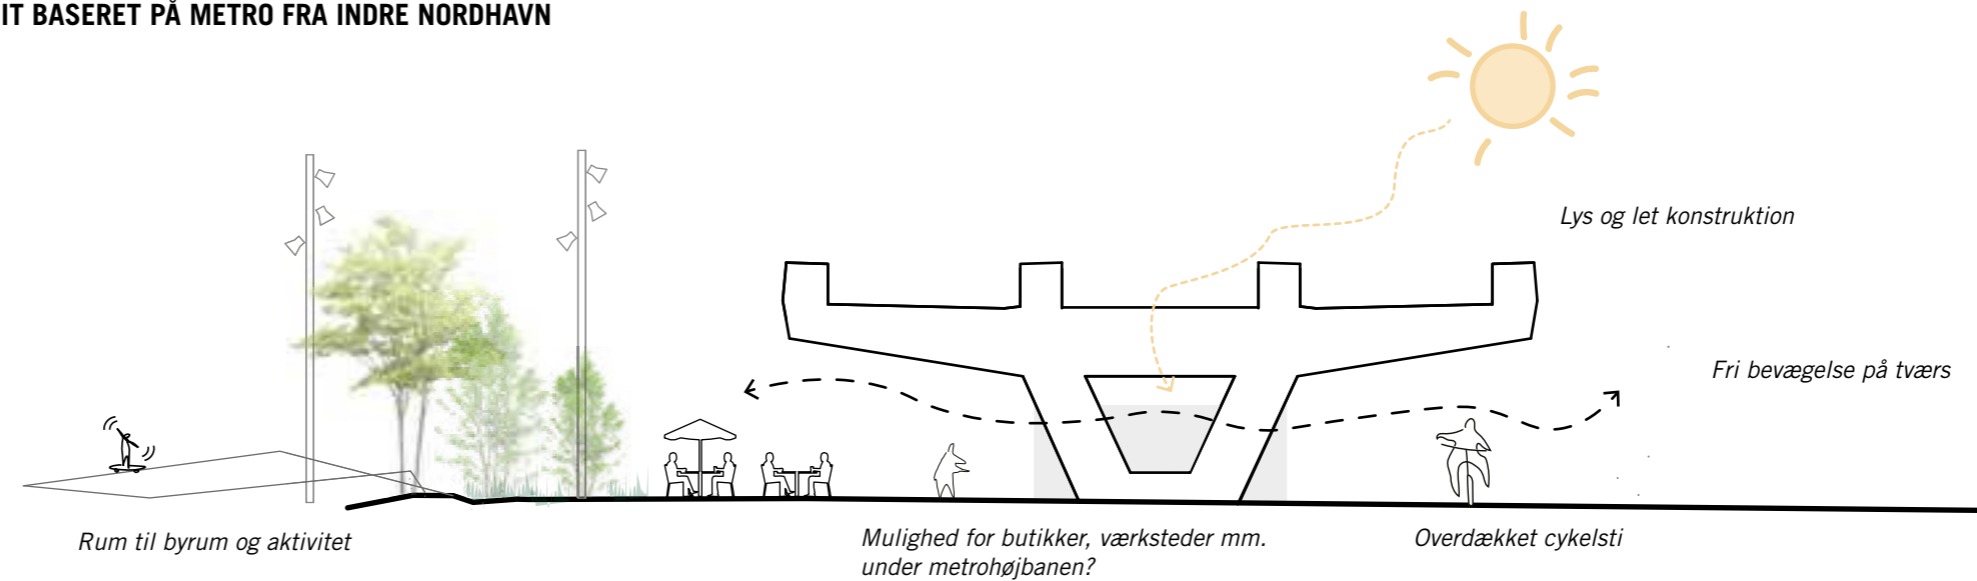 IT BASERET PÅ METRO FRA INDRE NORDHAVN
Lys og let konstruktion
Fri bevægelse på tværs
Rum til byrum og aktivitet
Mulighed for butikker, værksteder mm.
under metrohøjbanen?
Overdækket cykelsti